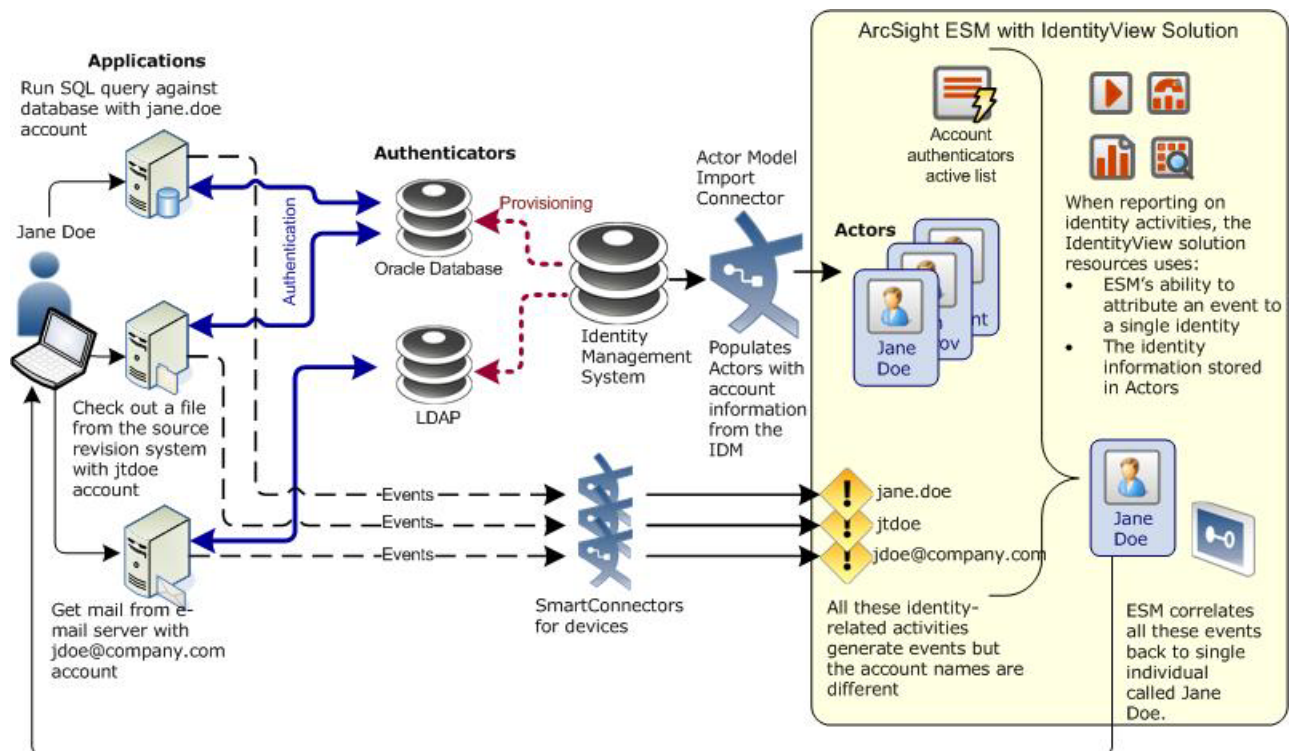 ArcSight ESM with IdentityView Solution
Applications
Run SQL query against
database with jane.doe
account
Jane Doe
Check out a file
from the source
revision system
with jtdoe
account
Get mail from e-
mail server with
jdoe@company.com
account
Authentication
Authenticators
Oracle Database
LDAP
Provisioning
Identity
Management
System
Actor Model
Import
Connector
Populates
Actors with
account
information
from the
IDM
Events
Events
Events
SmartConnectors
for devices
Account
authenticators
active list
Actors
Jane
Doe
ov
nt
jane.doe
jtdoe
jdoe@company.com
All these identity-
related activities
generate events but
the account names are
different
When reporting on
identity activities, the
IdentityView solution
resources uses:
• ESM's ability to
attribute an event to
a single identity
• The identity
information stored
in Actors
Jane
Doe
ESM correlates
all these events
back to single
individual
called Jane
Doe.